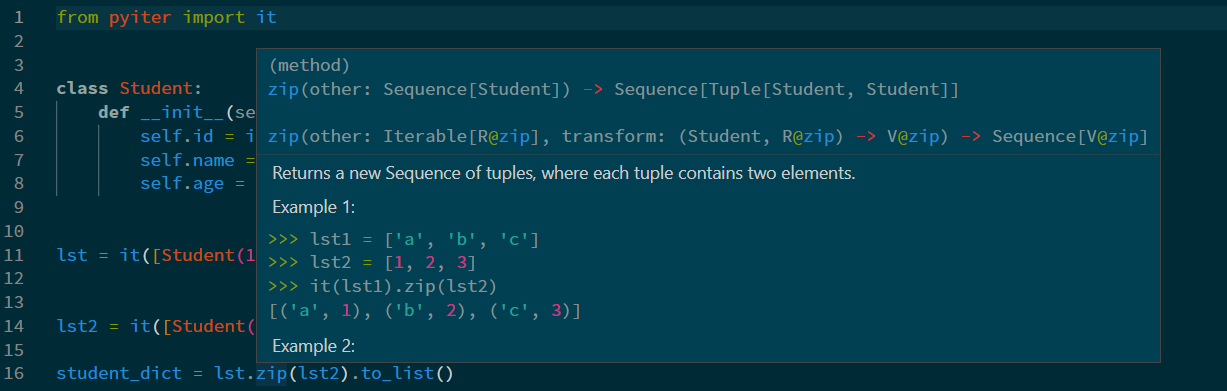 1 from pyiter import it
2
3
4 class Student:
5 def __init__(se
6 self.id = i
7 self.name =
8 self.age =
9
10
11 lst = it([Student(1
12
13
14 lst2 = it([Student(
15
16 student_dict = lst.zip(lst2).to_list()
(method)
zip(other: Sequence[Student]) -> Sequence[Tuple[Student, Student]]
zip(other: Iterable[R@zip], transform: (Student, R@zip) -> V@zip) -> Sequence[V@zip]
Returns a new Sequence of tuples, where each tuple contains two elements.
Example 1:
>>> lst1 = ['a', 'b', 'c']
>>> lst2 = [1, 2, 3]
>>> it(lst1).zip(lst2)
[('a', 1), ('b', 2), ('c', 3)]
Example 2: